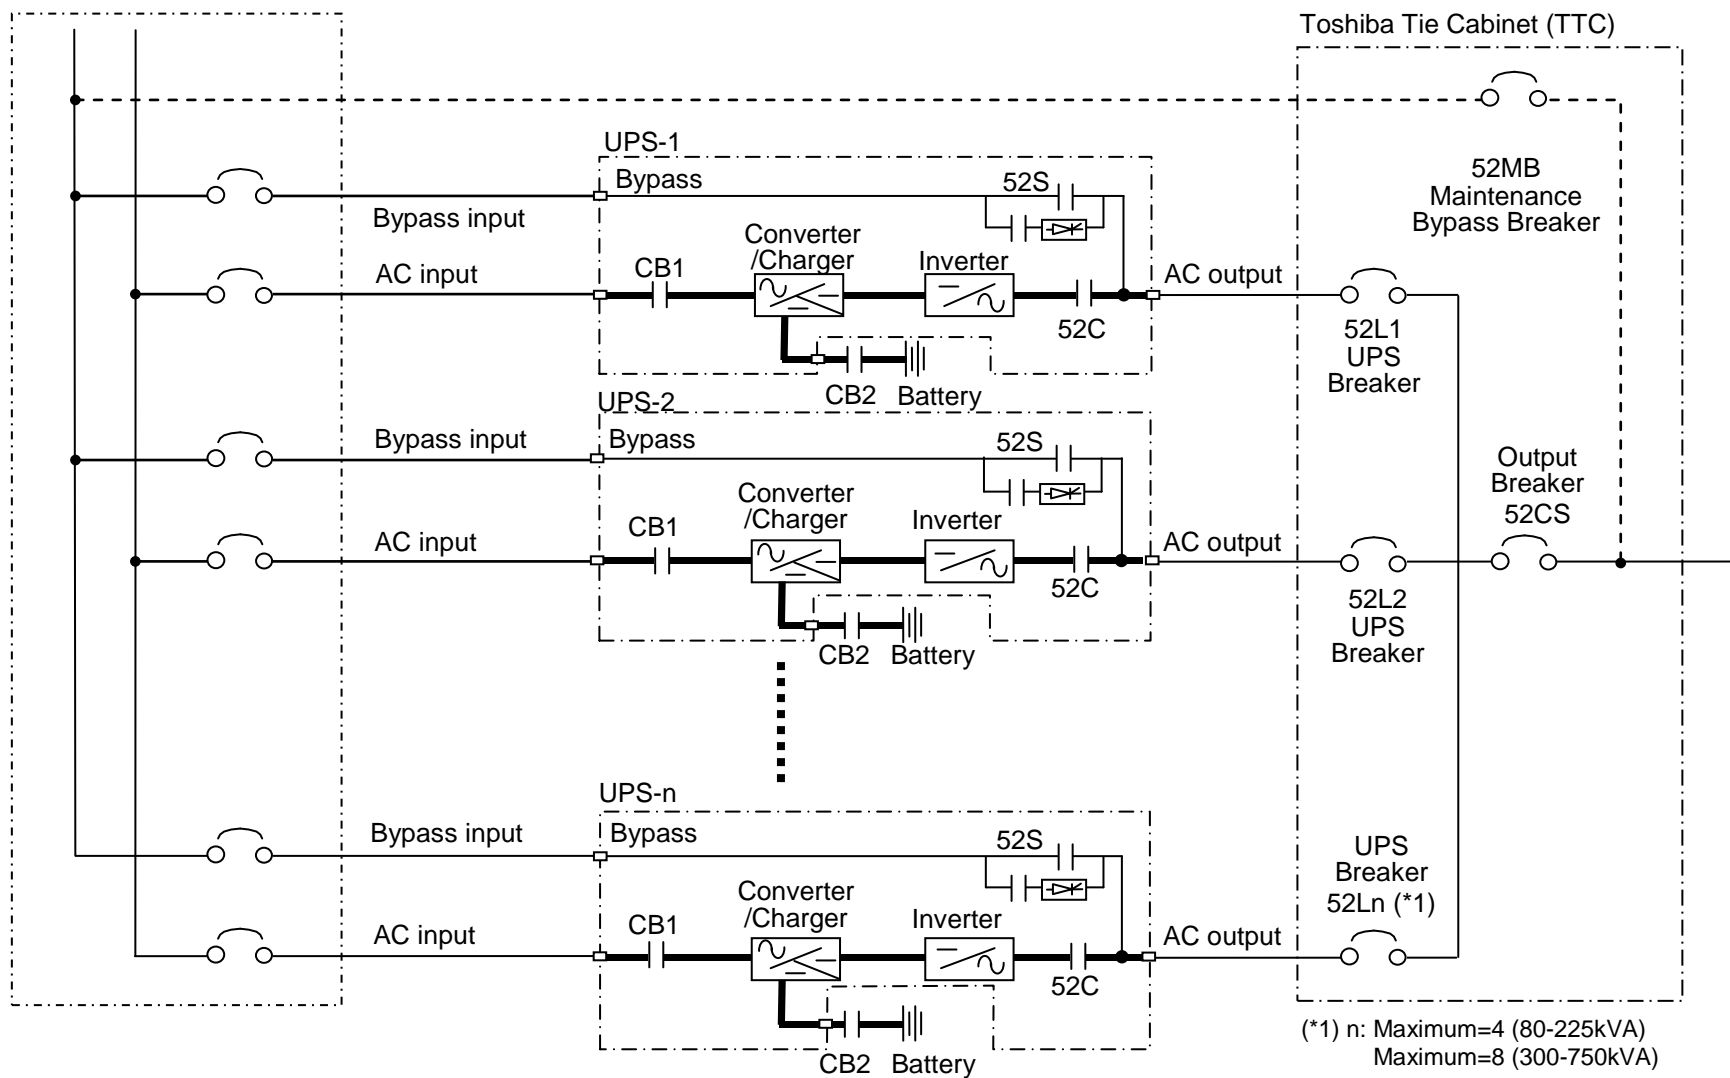 Toshiba Tie Cabinet (TTC)
52MB
Maintenance
Bypass Breaker
UPS-1
Bypass
52S
Bypass input
Converter
/Charger
Inverter
CB1
AC input
AC output
52C
52L1
UPS
Breaker
CB2
Battery
UPS-2
Bypass input
Bypass
52S
Converter
/Charger
Inverter
CB1
AC input
AC output
52C
Output
Breaker
52CS
52L2
UPS
Breaker
CB2
Battery
UPS-n
Bypass input
Bypass
52S
Converter
/Charger
Inverter
CB1
AC input
AC output
52C
UPS
Breaker
52Ln (*1)
CB2
Battery
(*1) n: Maximum=4 (80-225kVA)
Maximum=8 (300-750kVA)